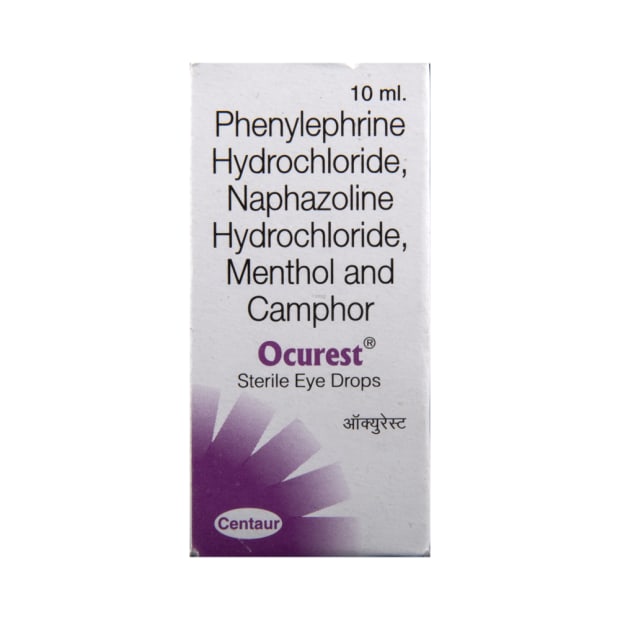 10 ml.
Phenylephrine
Hydrochloride,
Naphazoline
Hydrochloride,
Menthol and
Camphor
Ocurest®
Sterile Eye Drops
ऑक्युरेस्ट
Centaur